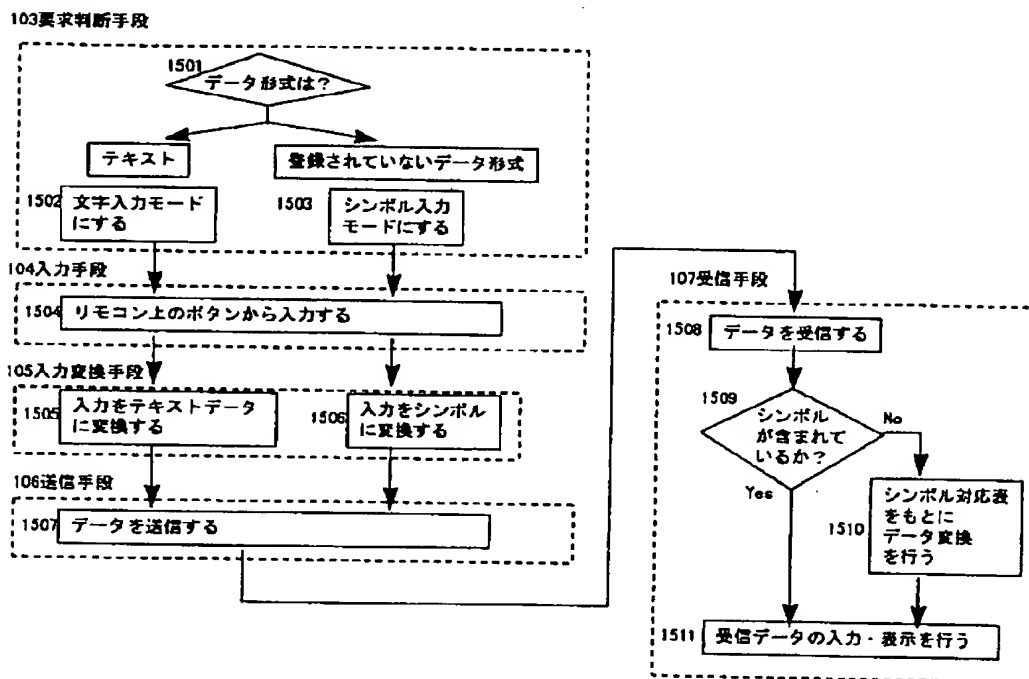 103要求判断手段
1501
データ形式は?
テキスト
登録されていないデータ形式
1502
文字入力モード
にする
1503
シンボル入力
モードにする
104入力手段
1504
リモコン上のボタンから入力する
105入力変換手段
1505
入力をテキストデータ
に変換する
1506
入力をシンボル
に変換する
106送信手段
1507
データを送信する
107受信手段
1508
データを受信する
1509
シンボル
が含まれて
いるか?
No
Yes
1510
シンボル対応表
をもとに
データ変換
を行う
1511
受信データの入力・表示を行う